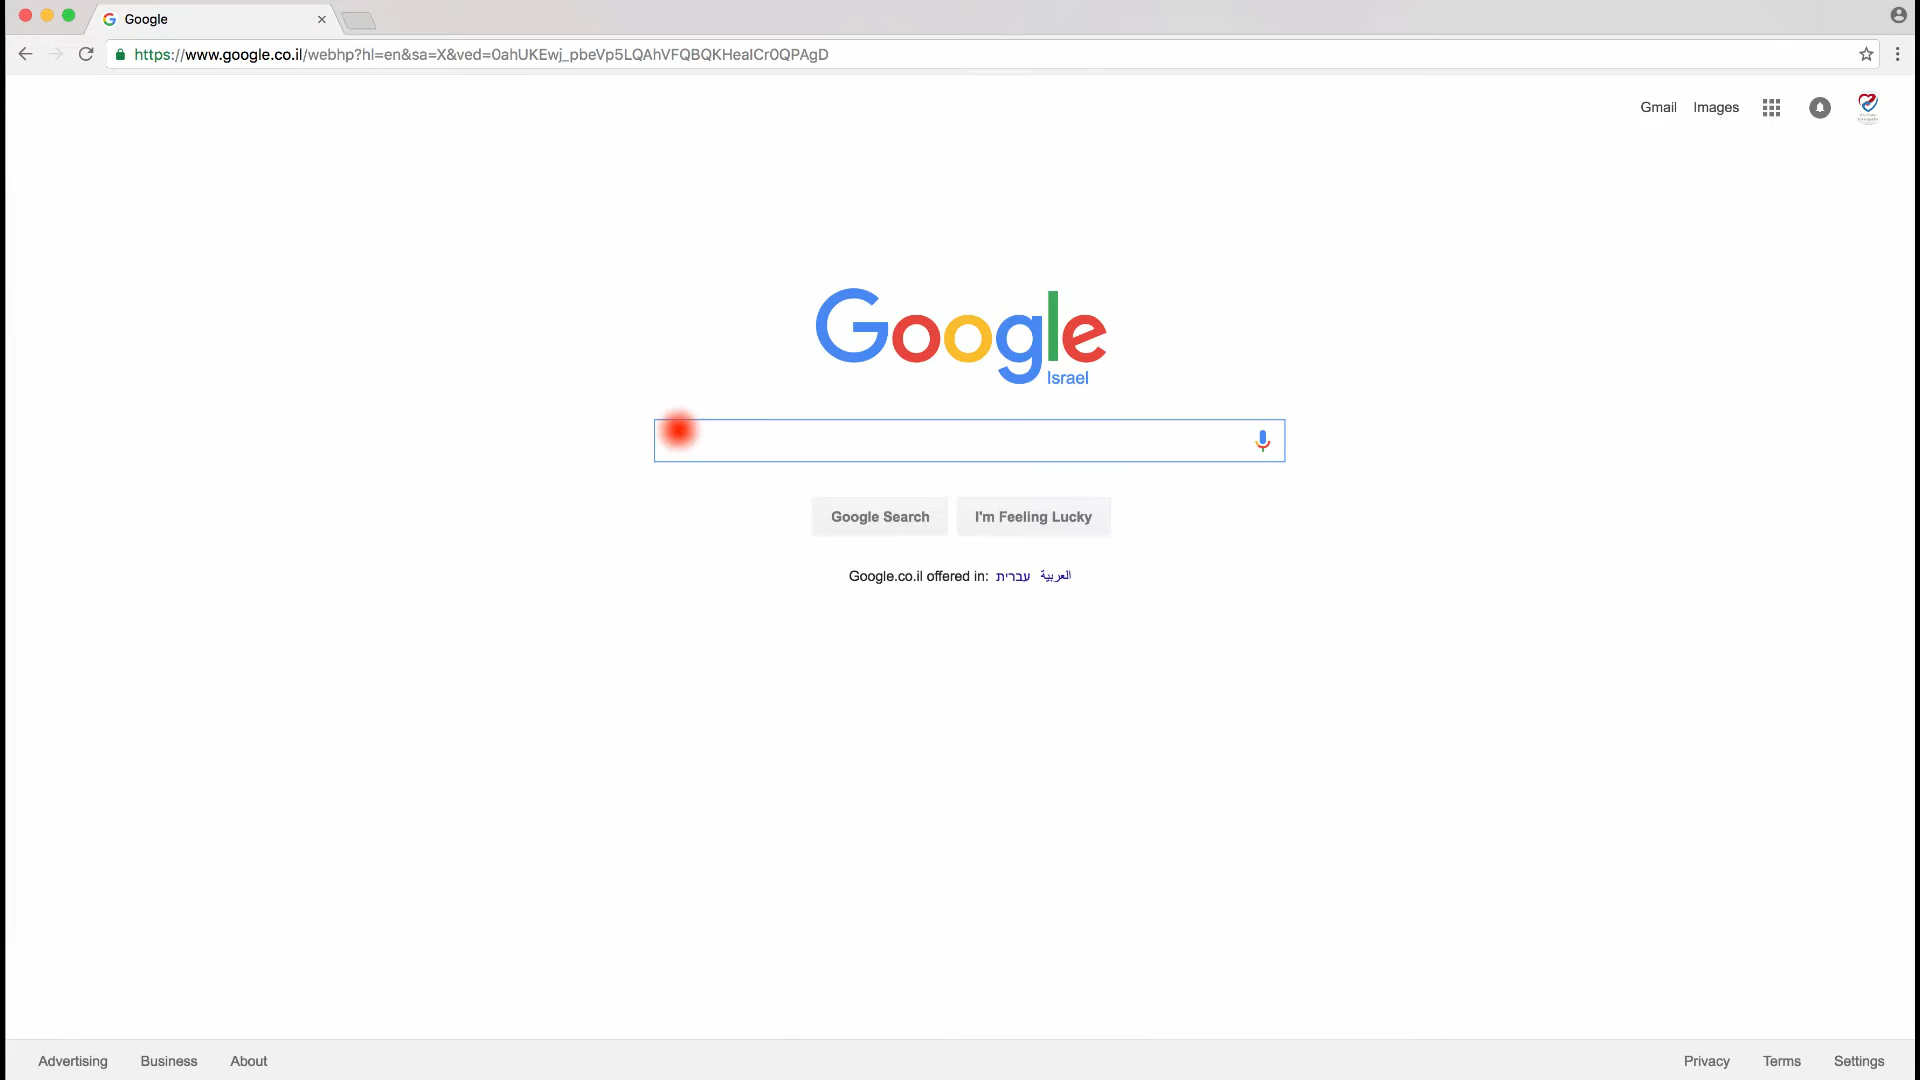 Google
https://www.google.co.il/webhp?hl=en&sa=X&ved=0ahUKEwj_pbeVp5LQAhVFQBQKHeaICr0QPAgD
Gmail Images
Google
Israel
Google Search I'm Feeling Lucky
Google.co.il offered in: עברית العربية
Advertising Business About Privacy Terms Settings